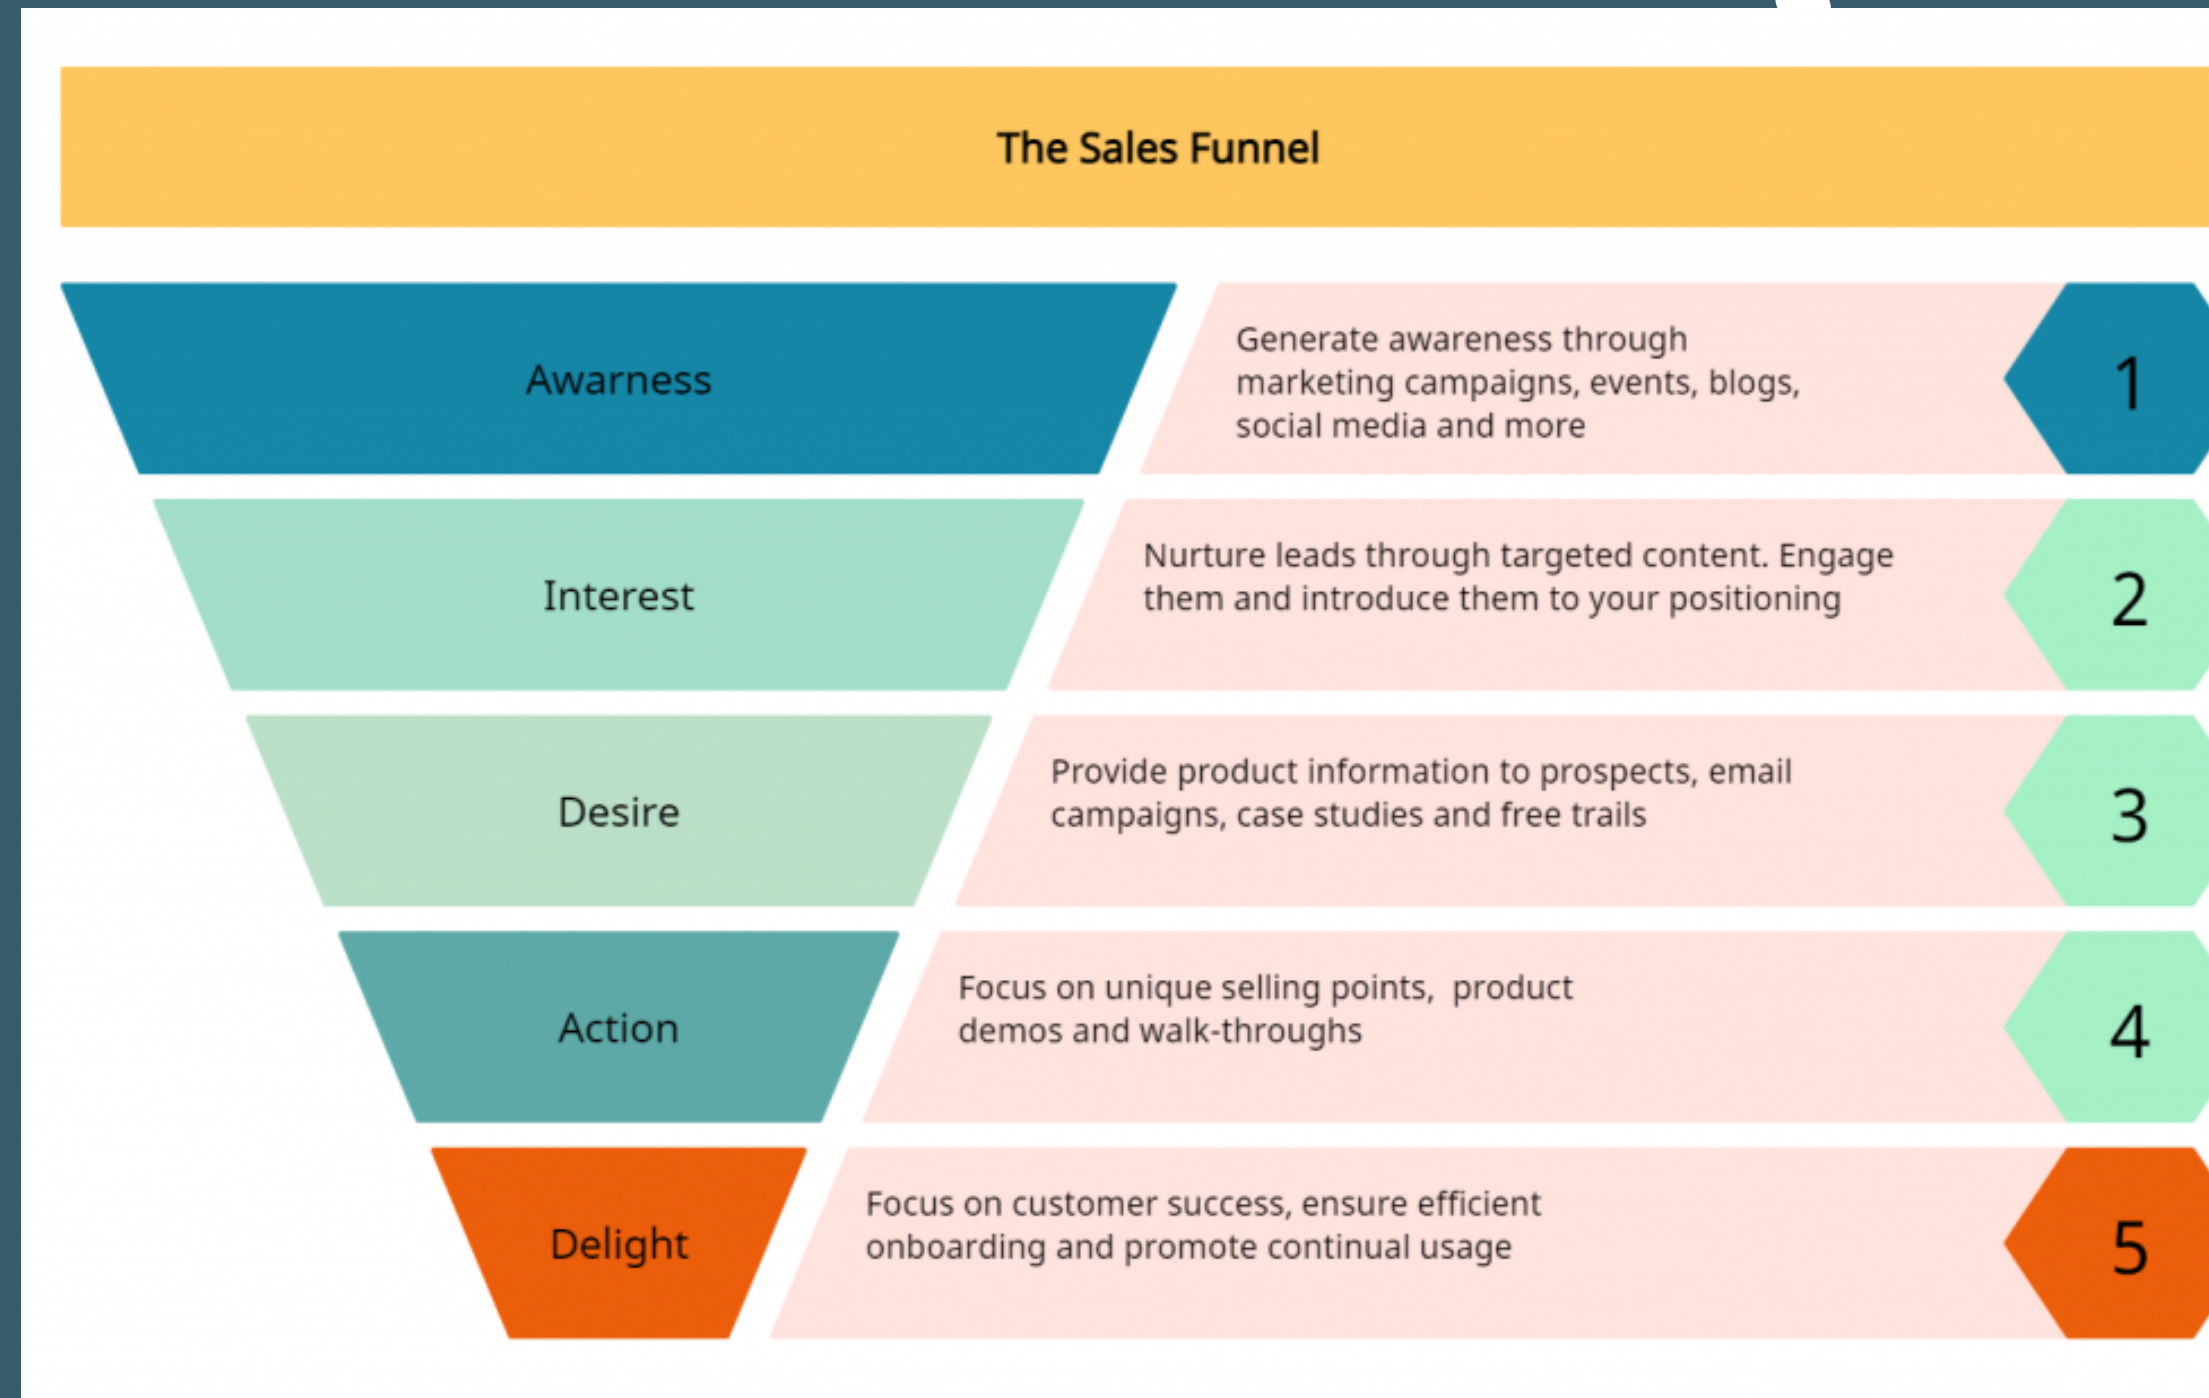 The Sales Funnel
Awarness
Generate awareness through
marketing campaigns, events, blogs,
social media and more
1
Interest
Nurture leads through targeted content. Engage
them and introduce them to your positioning
2
Desire
Provide product information to prospects, email
campaigns, case studies and free trails
3
Action
Focus on unique selling points,  product
demos and walk-throughs
4
Delight
Focus on customer success, ensure efficient
onboarding and promote continual usage
5